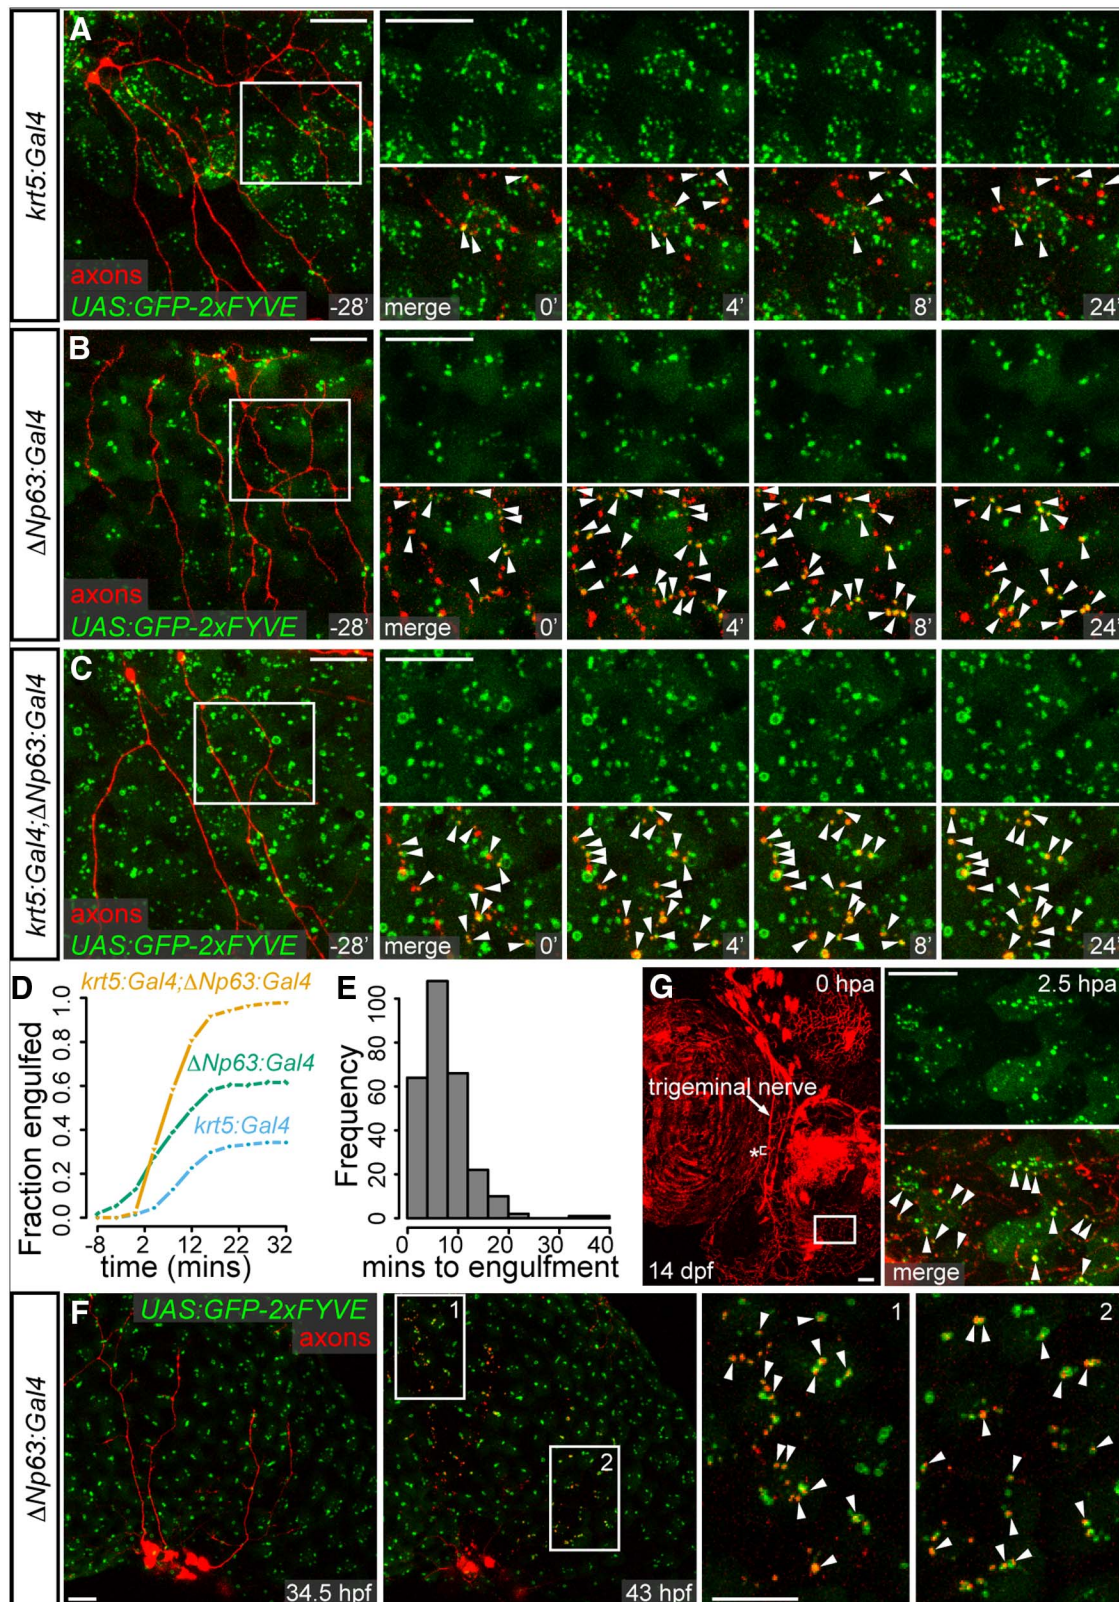 A
krt5:Gal4
axons
UAS:GFP-2xFYVE
-28'
merge
0'
4'
8'
24'
B
ΔNp63:Gal4
axons
UAS:GFP-2xFYVE
-28'
merge
0'
4'
8'
24'
C
krt5:Gal4;ΔNp63:Gal4
axons
UAS:GFP-2xFYVE
-28'
merge
0'
4'
8'
24'
D
krt5:Gal4;ΔNp63:Gal4
ΔNp63:Gal4
krt5:Gal4
Fraction engulfed
0.0 0.2 0.4 0.6 0.8 1.0
-8 2 12 22 32
time (mins)
E
Frequency
0 20 40 60 80 100
0 10 20 30 40
mins to engulfment
G
0 hpa
trigeminal nerve
*
14 dpf
2.5 hpa
merge
F
ΔNp63:Gal4
UAS:GFP-2xFYVE
axons
34.5 hpf
1
2
43 hpf
1
2